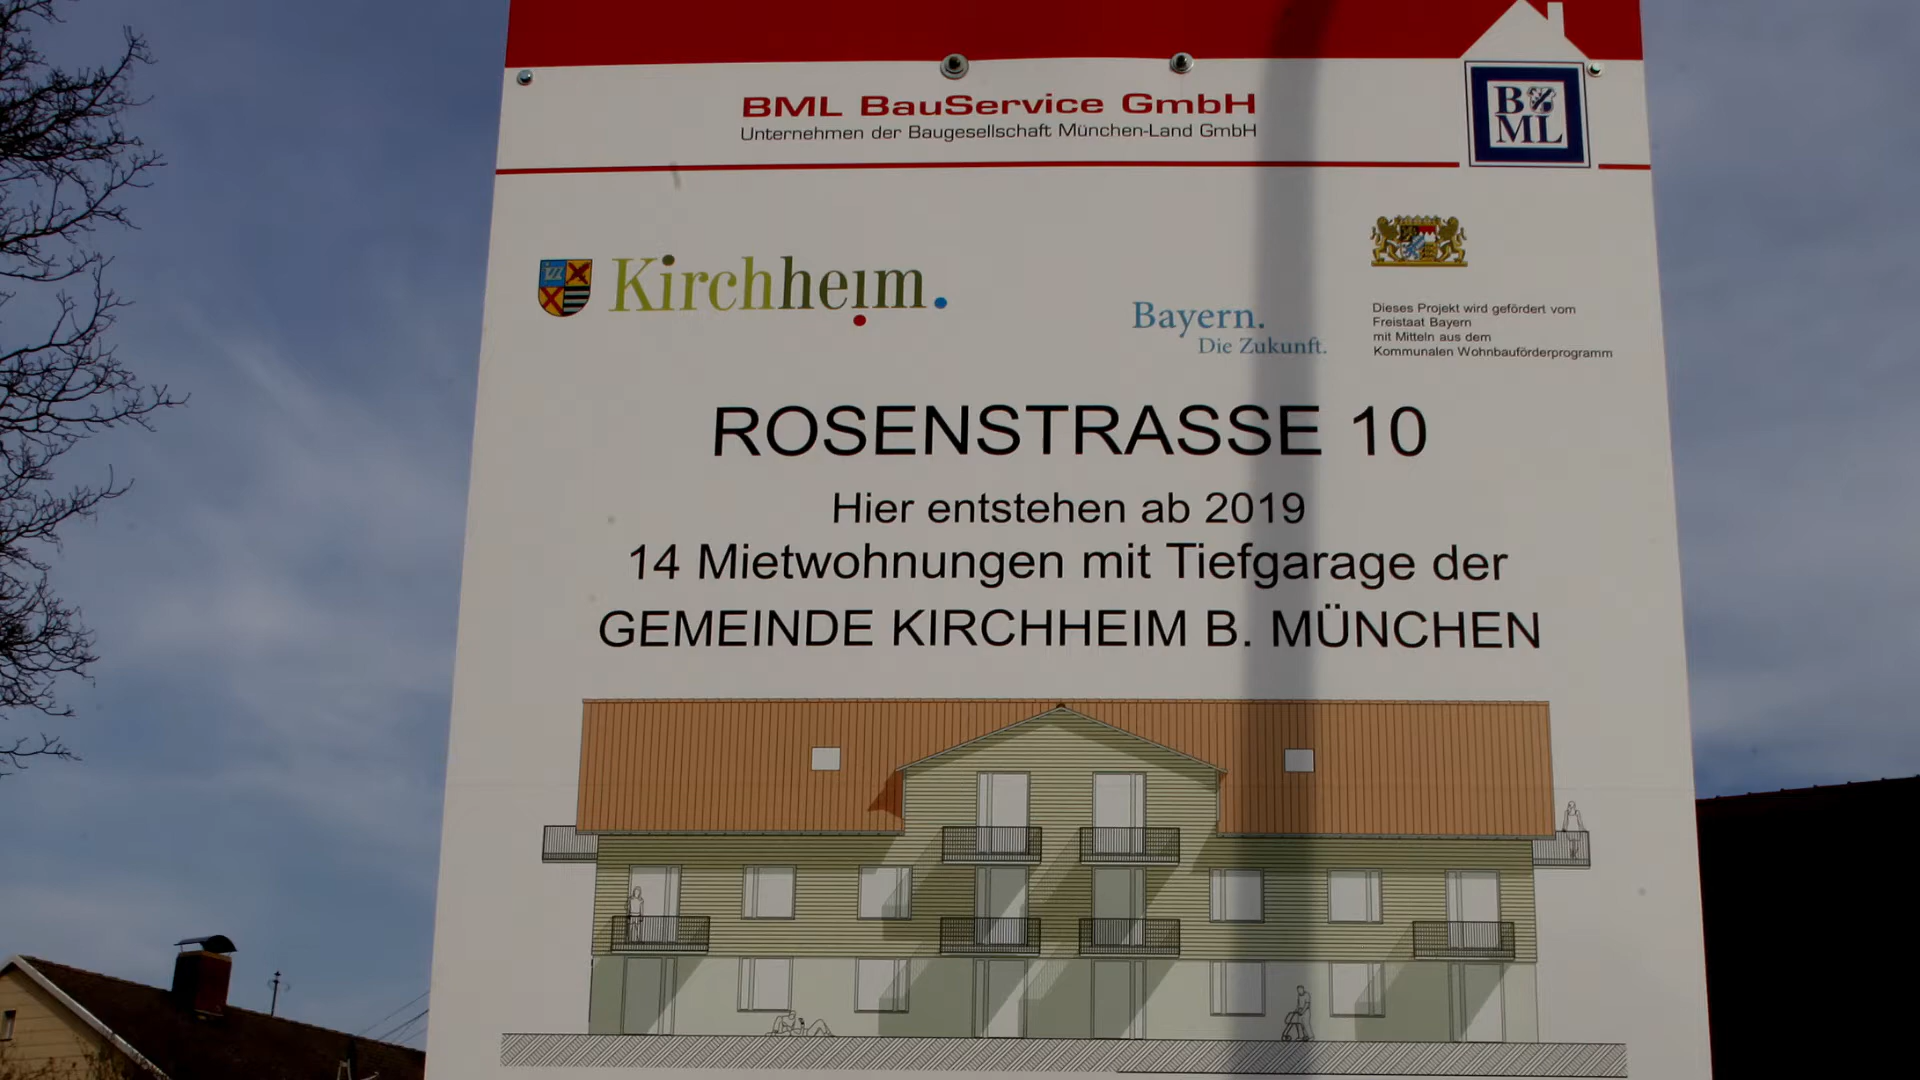 BML BauService GmbH
Unternehmen der Baugesellschaft München-Land GmbH
B
ML
Kirchheim.
Bayern.
Die Zukunft.
Dieses Projekt wird gefördert vom
Freistaat Bayern
mit Mitteln aus dem
Kommunalen Wohnbauförderprogramm
ROSENSTRASSE 10
Hier entstehen ab 2019
14 Mietwohnungen mit Tiefgarage der
GEMEINDE KIRCHHEIM B. MÜNCHEN